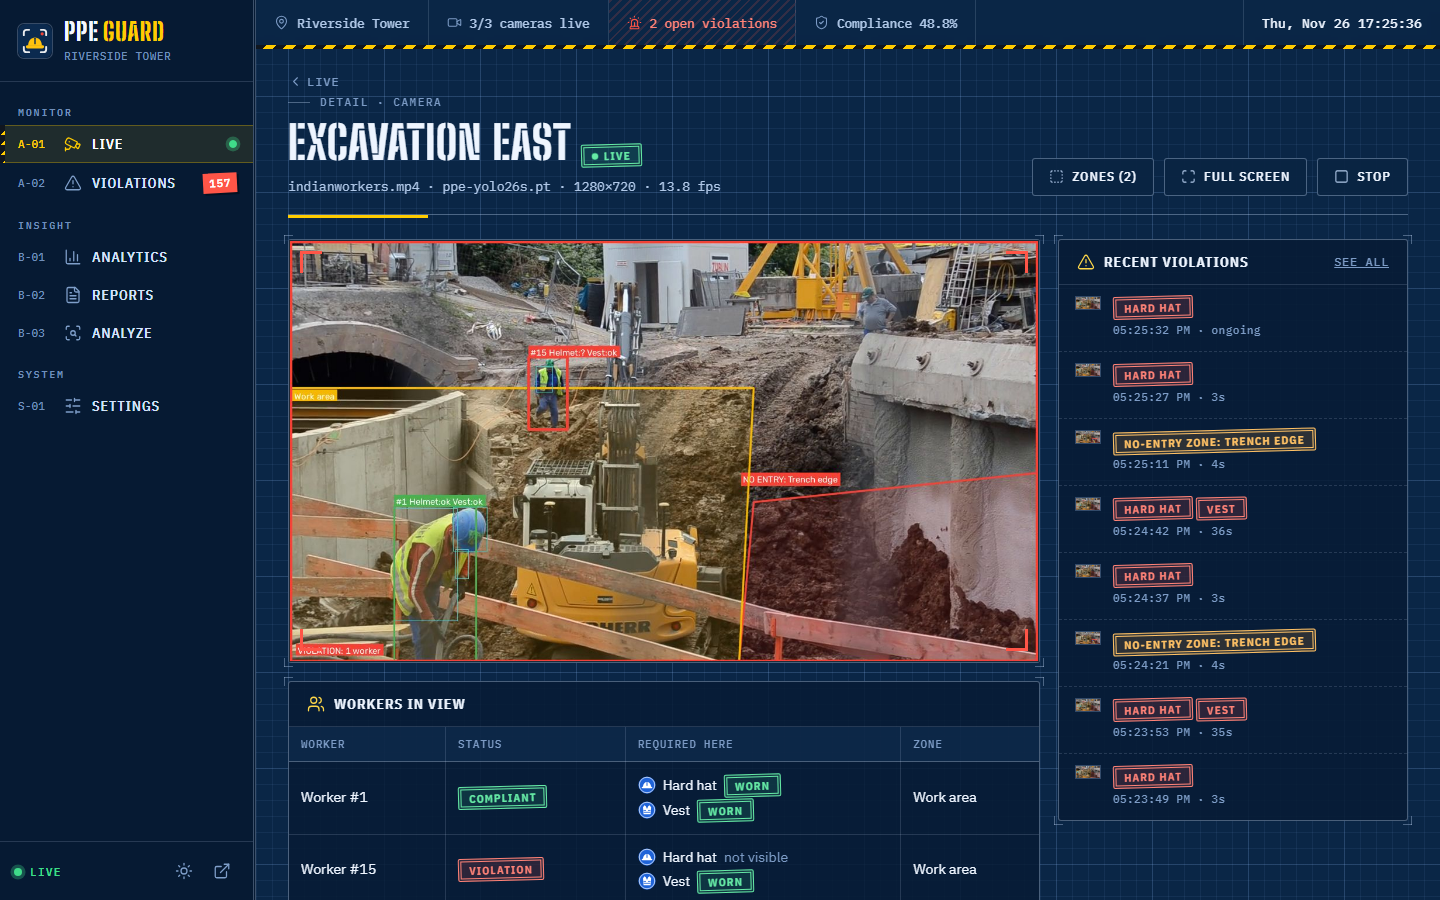 PPE GUARD
RIVERSIDE TOWER
MONITOR
A-01 LIVE
A-02 VIOLATIONS 157
INSIGHT
B-01 ANALYTICS
B-02 REPORTS
B-03 ANALYZE
SYSTEM
S-01 SETTINGS
LIVE
Riverside Tower
3/3 cameras live
2 open violations
Compliance 48.8%
Thu, Nov 26 17:25:36
LIVE
DETAIL · CAMERA
EXCAVATION EAST
LIVE
indianworkers.mp4 · ppe-yolo26s.pt · 1280×720 · 13.8 fps
ZONES (2)
FULL SCREEN
STOP
#15 Helmet:? Vest:ok
Work area
NO ENTRY: Trench edge
#1 Helmet:ok Vest:ok
VIOLATION: 1 worker
WORKERS IN VIEW
WORKER STATUS REQUIRED HERE ZONE
Worker #1 COMPLIANT Hard hat WORN Work area
Vest WORN
Worker #15 VIOLATION Hard hat not visible Work area
Vest WORN
RECENT VIOLATIONS SEE ALL
HARD HAT
05:25:32 PM · ongoing
HARD HAT
05:25:27 PM · 3s
NO-ENTRY ZONE: TRENCH EDGE
05:25:11 PM · 4s
HARD HAT VEST
05:24:42 PM · 36s
HARD HAT
05:24:37 PM · 3s
NO-ENTRY ZONE: TRENCH EDGE
05:24:21 PM · 4s
HARD HAT VEST
05:23:53 PM · 35s
HARD HAT
05:23:49 PM · 3s